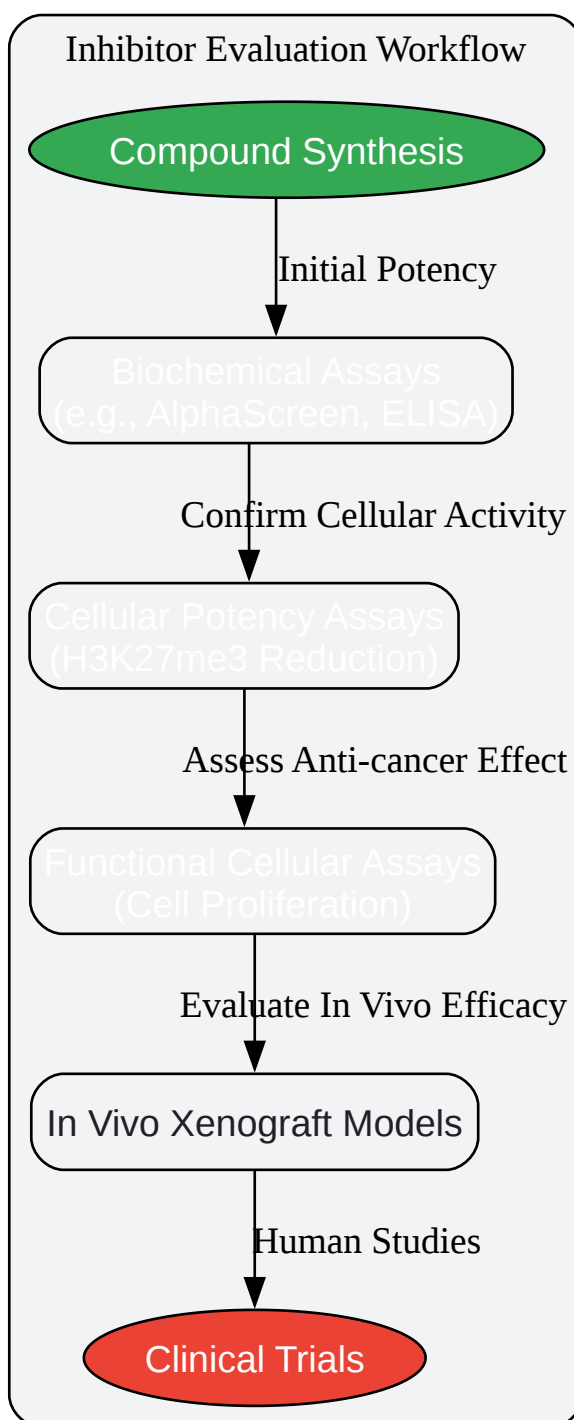 Inhibitor Evaluation Workflow
Compound Synthesis
Initial Potency
Biochemical Assays
(e.g., AlphaScreen, ELISA)
Confirm Cellular Activity
Cellular Potency Assays
(H3K27me3 Reduction)
Assess Anti-cancer Effect
Functional Cellular Assays
(Cell Proliferation)
Evaluate In Vivo Efficacy
In Vivo Xenograft Models
Human Studies
Clinical Trials